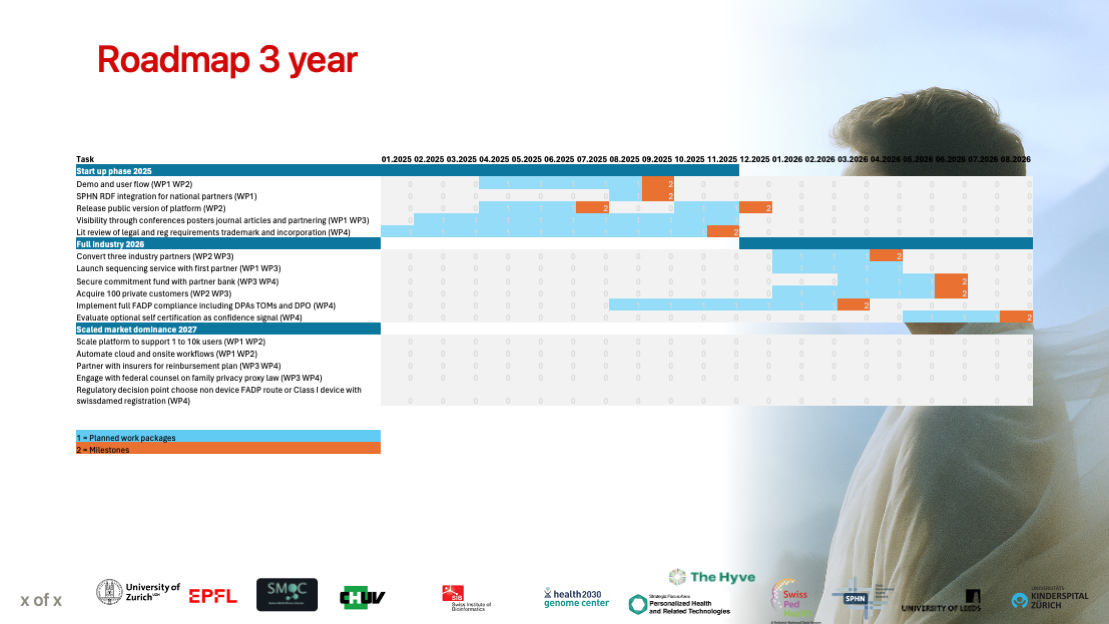 Roadmap 3 year
Task 01.2025 02.2025 03.2025 04.2025 05.2025 06.2025 07.2025 08.2025 09.2025 10.2025 11.2025 12.2025 01.2026 02.2026 03.2026 04.2026 05.2026 06.2026 07.2026 08.2026
Start up phase 2025
Demo and user flow (WP1 WP2) 0 0 0 1 1 1 1 1 2 0 0 0 0 0 0 0 0 0 0 0
SPHN RDF integration for national partners (WP1) 0 0 0 0 0 0 0 1 2 0 0 0 0 0 0 0 0 0 0 0
Release public version of platform (WP2) 0 0 0 1 1 1 2 0 0 1 1 2 0 0 0 0 0 0 0 0
Visibility through conferences posters journal articles and partnering (WP1 WP3) 0 1 1 1 1 1 1 1 1 1 1 0 0 0 0 0 0 0 0 0
Lit review of legal and reg requirements trademark and incorporation (WP4) 1 1 1 1 1 1 1 1 1 1 2 0 0 0 0 0 0 0 0 0
Full industry 2026
Convert three industry partners (WP2 WP3) 0 0 0 0 0 0 0 0 0 0 0 0 1 1 1 2 0 0 0 0
Launch sequencing service with first partner (WP1 WP3) 0 0 0 0 0 0 0 0 0 0 0 0 1 1 1 1 0 0 0 0
Secure commitment fund with partner bank (WP3 WP4) 0 0 0 0 0 0 0 0 0 0 0 0 0 0 1 1 1 2 0 0
Acquire 100 private customers (WP2 WP3) 0 0 0 0 0 0 0 0 0 0 0 0 1 1 1 1 1 2 0 0
Implement full FADP compliance including DPAs TOMs and DPO (WP4) 0 0 0 0 0 0 0 1 1 1 1 1 1 1 2 0 0 0 0 0
Evaluate optional self certification as confidence signal (WP4) 0 0 0 0 0 0 0 0 0 0 0 0 0 0 0 0 1 1 1 2
Scaled market dominance 2027
Scale platform to support 1 to 10k users (WP1 WP2) 0 0 0 0 0 0 0 0 0 0 0 0 0 0 0 0 0 0 0 0
Automate cloud and onsite workflows (WP1 WP2) 0 0 0 0 0 0 0 0 0 0 0 0 0 0 0 0 0 0 0 0
Partner with insurers for reimbursement plan (WP3 WP4) 0 0 0 0 0 0 0 0 0 0 0 0 0 0 0 0 0 0 0 0
Engage with federal counsel on family privacy proxy law (WP3 WP4) 0 0 0 0 0 0 0 0 0 0 0 0 0 0 0 0 0 0 0 0
Regulatory decision point choose non device FADP route or Class I device with
swissdamed registration (WP4) 0 0 0 0 0 0 0 0 0 0 0 0 0 0 0 0 0 0 0 0
1 = Planned work packages
2 = Milestones
x of x
University of
Zurich UZH
EPFL
SMOC
CHUV
SIB
Swiss Institute of
Bioinformatics
health2030
genome center
Strategic Focus Area
Personalized Health
and Related Technologies
The Hyve
Swiss
Ped
SPHN
UNIVERSITY OF LEEDS
UNIVERSITÄTS
KINDERSPITAL
ZÜRICH